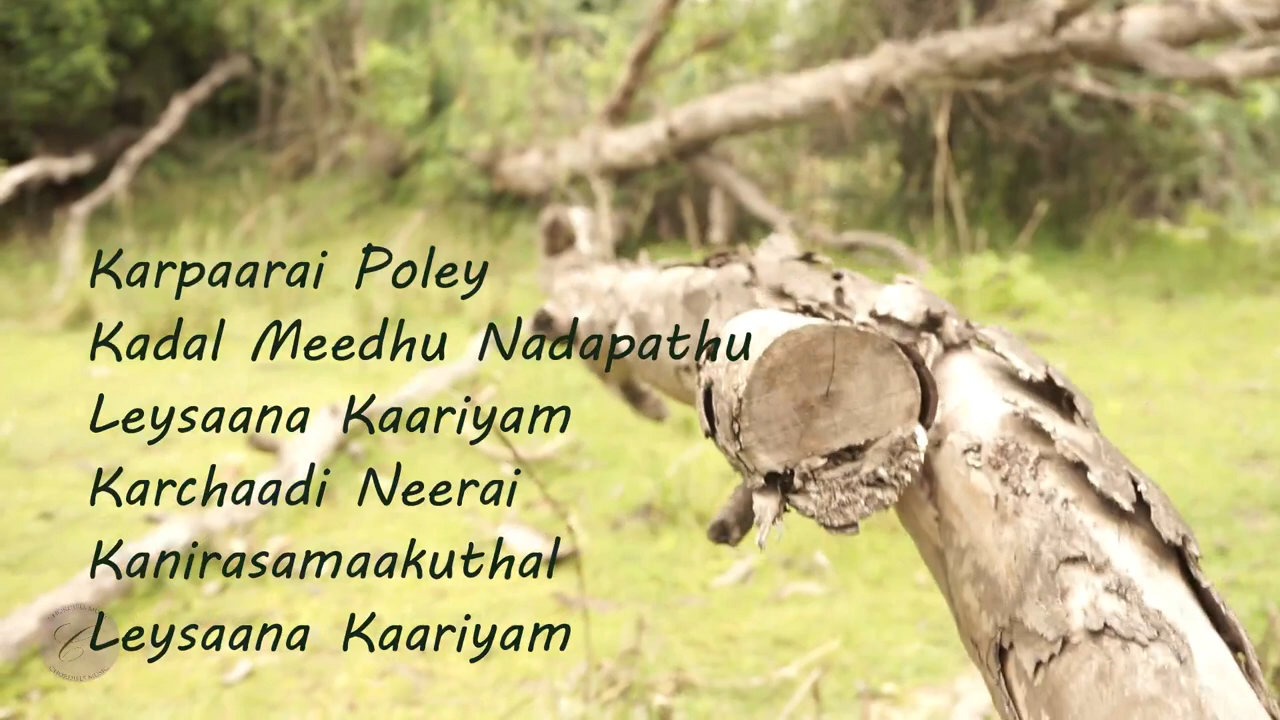 Karpaarai Poley
Kadal Meedhu Nadapathu
Leysaana Kaariyam
Karchaadi Neerai
Kanirasamaakuthal
Leysaana Kaariyam